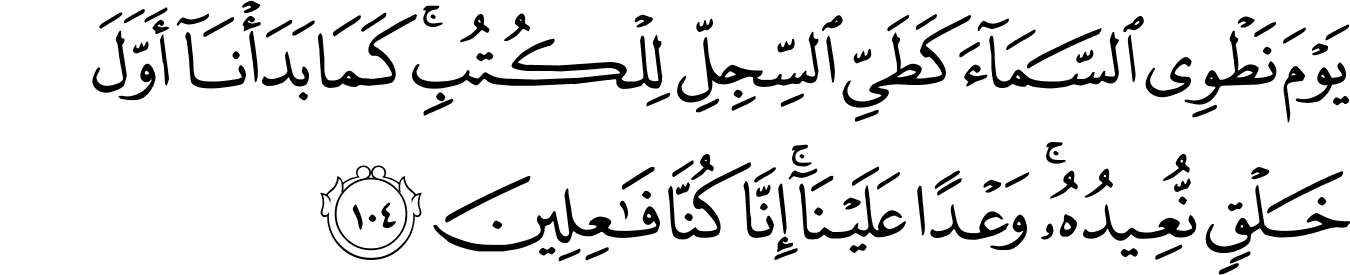 يَوْمَ نَطْوِى ٱلسَّمَآءَ كَطَىِّ ٱلسِّجِلِّ لِلْكُتُبِ ۚ كَمَا بَدَأْنَآ أَوَّلَ
خَلْقٍ نُّعِيدُهُۥ ۚ وَعْدًا عَلَيْنَآ ۚ إِنَّا كُنَّا فَـٰعِلِينَ ١٠٤